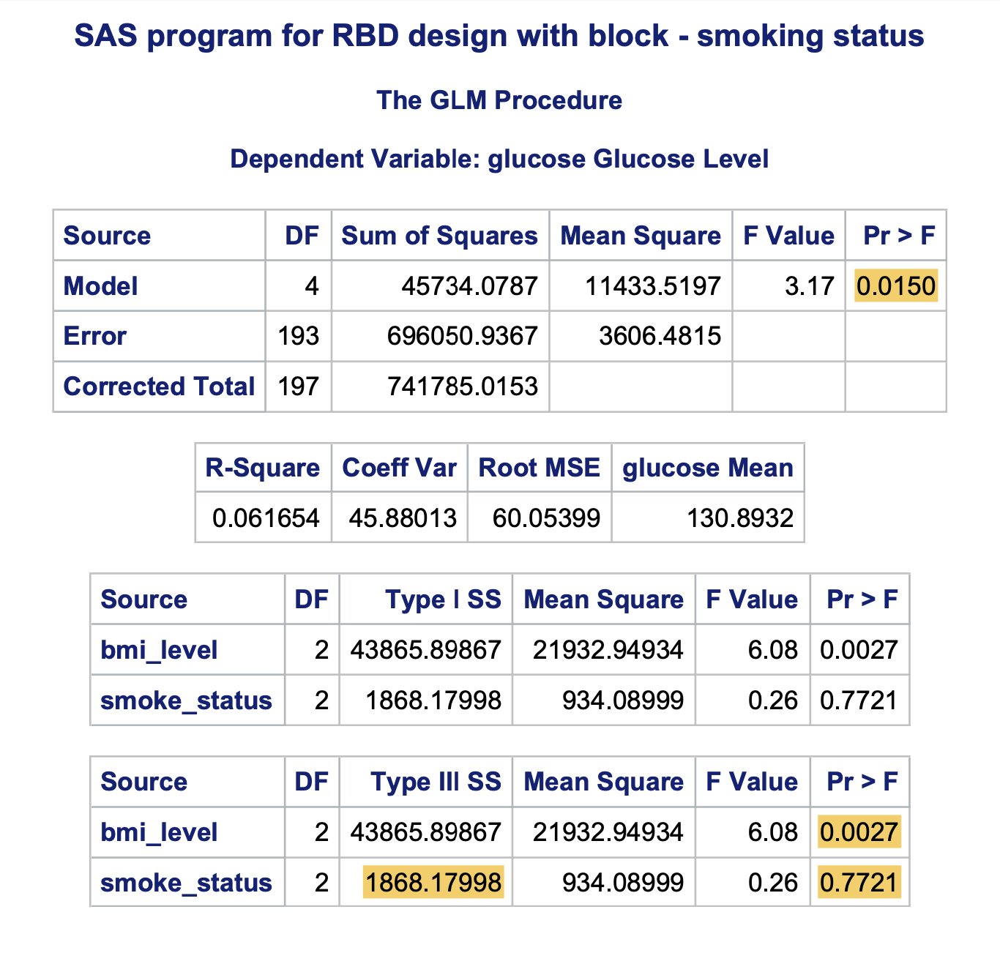 SAS program for RBD design with block - smoking status
The GLM Procedure
Dependent Variable: glucose Glucose Level
Source DF Sum of Squares Mean Square F Value Pr > F
Model 4 45734.0787 11433.5197 3.17 0.0150
Error 193 696050.9367 3606.4815
Corrected Total 197 741785.0153
R-Square Coeff Var Root MSE glucose Mean
0.061654 45.88013 60.05399 130.8932
Source DF Type I SS Mean Square F Value Pr > F
bmi_level 2 43865.89867 21932.94934 6.08 0.0027
smoke_status 2 1868.17998 934.08999 0.26 0.7721
Source DF Type III SS Mean Square F Value Pr > F
bmi_level 2 43865.89867 21932.94934 6.08 0.0027
smoke_status 2 1868.17998 934.08999 0.26 0.7721